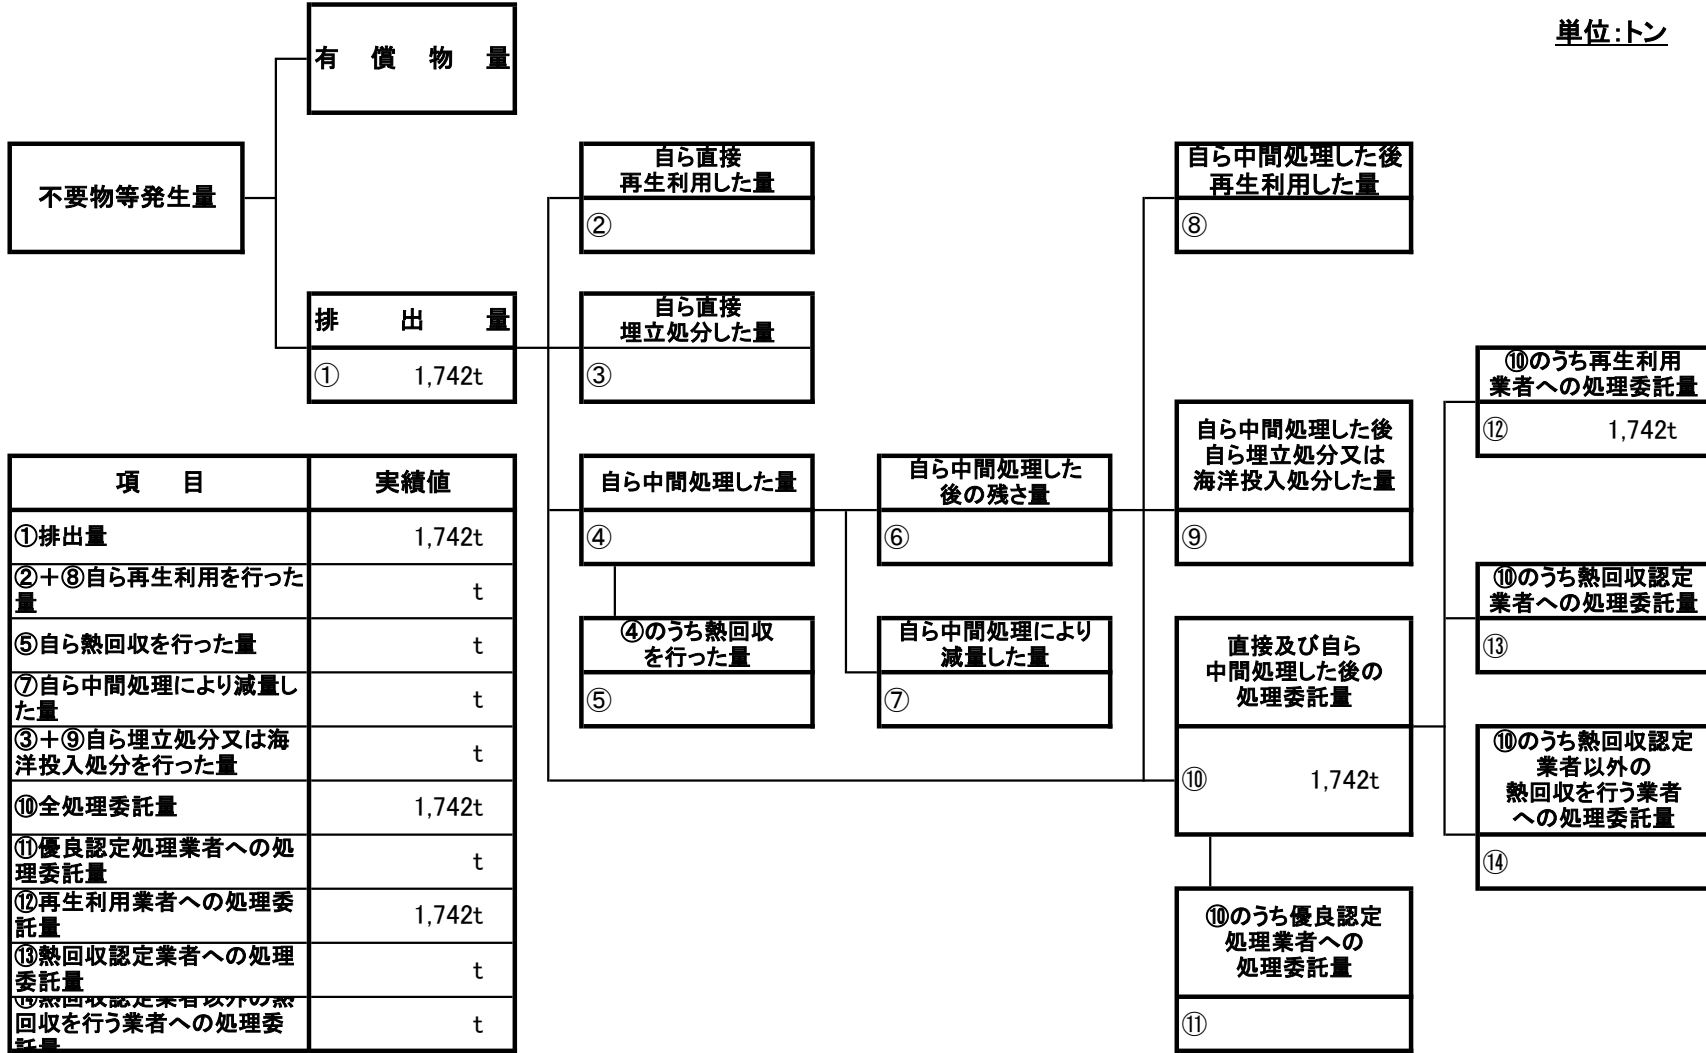 単位：トン
有償物量
不要物等発生量
排出量
① 1,742t
自ら直接
再生利用した量
②
自ら直接
埋立処分した量
③
自ら中間処理した後
再生利用した量
⑧
自ら中間処理した量
④
④のうち熱回収
を行った量
⑤
自ら中間処理した
後の残さ量
⑥
自ら中間処理により
減量した量
⑦
自ら中間処理した後
自ら埋立処分又は
海洋投入処分した量
⑨
直接及び自ら
中間処理した後の
処理委託量
⑩ 1,742t
⑩のうち優良認定
処理業者への
処理委託量
⑪
⑩のうち再生利用
業者への処理委託量
⑫ 1,742t
⑩のうち熱回収認定
業者への処理委託量
⑬
⑩のうち熱回収認定
業者以外の
熱回収を行う業者
への処理委託量
⑭
項目 実績値
①排出量 1,742t
②＋⑧自ら再生利用を行った
量 t
⑤自ら熱回収を行った量 t
⑦自ら中間処理により減量し
た量 t
③＋⑨自ら埋立処分又は海
洋投入処分を行った量 t
⑩全処理委託量 1,742t
⑪優良認定処理業者への処
理委託量 t
⑫再生利用業者への処理委
託量 1,742t
⑬熱回収認定業者への処理
委託量 t
⑭熱回収認定業者以外の熱
回収を行う業者への処理委
託量 t